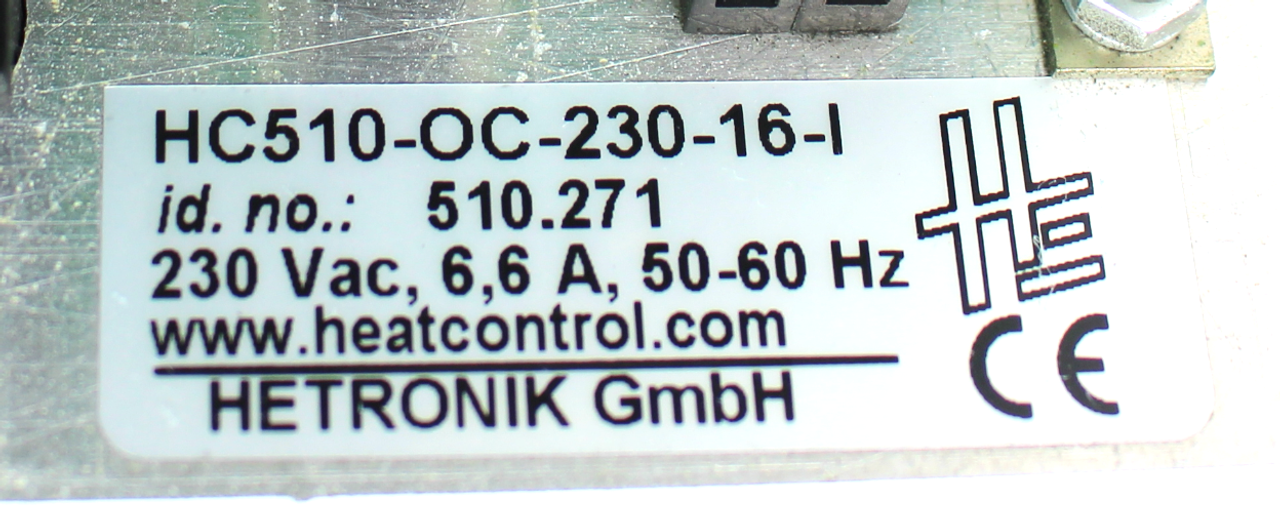 HC510-OC-230-16-I
id. no.: 510.271
230 Vac, 6,6 A, 50-60 Hz
www.heatcontrol.com
HETRONIK GmbH
HE
CE